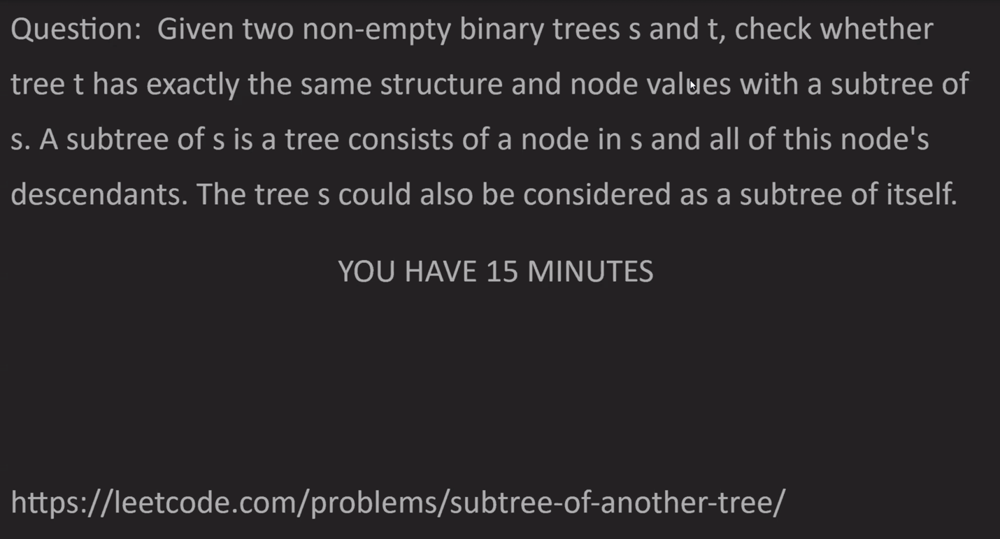 Question:  Given two non-empty binary trees s and t, check whether
tree t has exactly the same structure and node values with a subtree of
s. A subtree of s is a tree consists of a node in s and all of this node's
descendants. The tree s could also be considered as a subtree of itself.
YOU HAVE 15 MINUTES
https://leetcode.com/problems/subtree-of-another-tree/